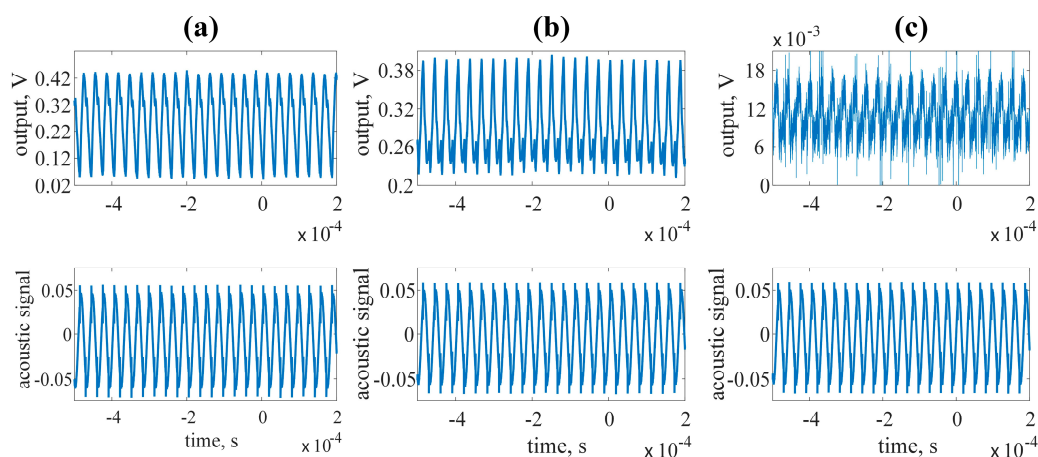 (a) (b) (c)
× 10⁻³
output, V
0.42
0.32
0.22
0.12
0.02
-4 -2 0 2
× 10⁻⁴
output, V
0.38
0.32
0.26
0.2
-4 -2 0 2
× 10⁻⁴
output, V
18
12
6
0
-4 -2 0 2
× 10⁻⁴
acoustic signal
0.05
0
-0.05
-4 -2 0 2
time, s × 10⁻⁴
acoustic signal
0.05
0
-0.05
-4 -2 0 2
time, s × 10⁻⁴
acoustic signal
0.05
0
-0.05
-4 -2 0 2
time, s × 10⁻⁴